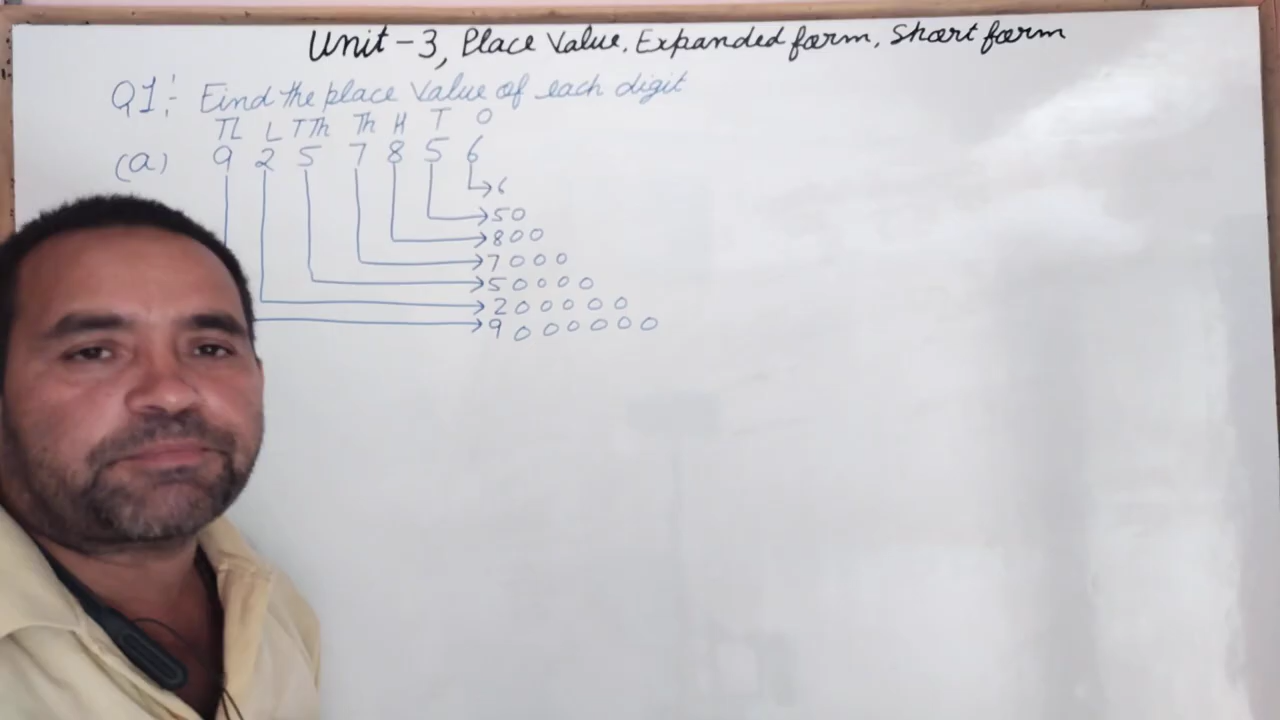 Unit-3, Place Value, Expanded form, Short form
Q1:- Find the place Value of each digit
TL L TTh Th H T O
(a) 9 2 5 7 8 5 6
6
50
800
7000
50000
200000
9000000